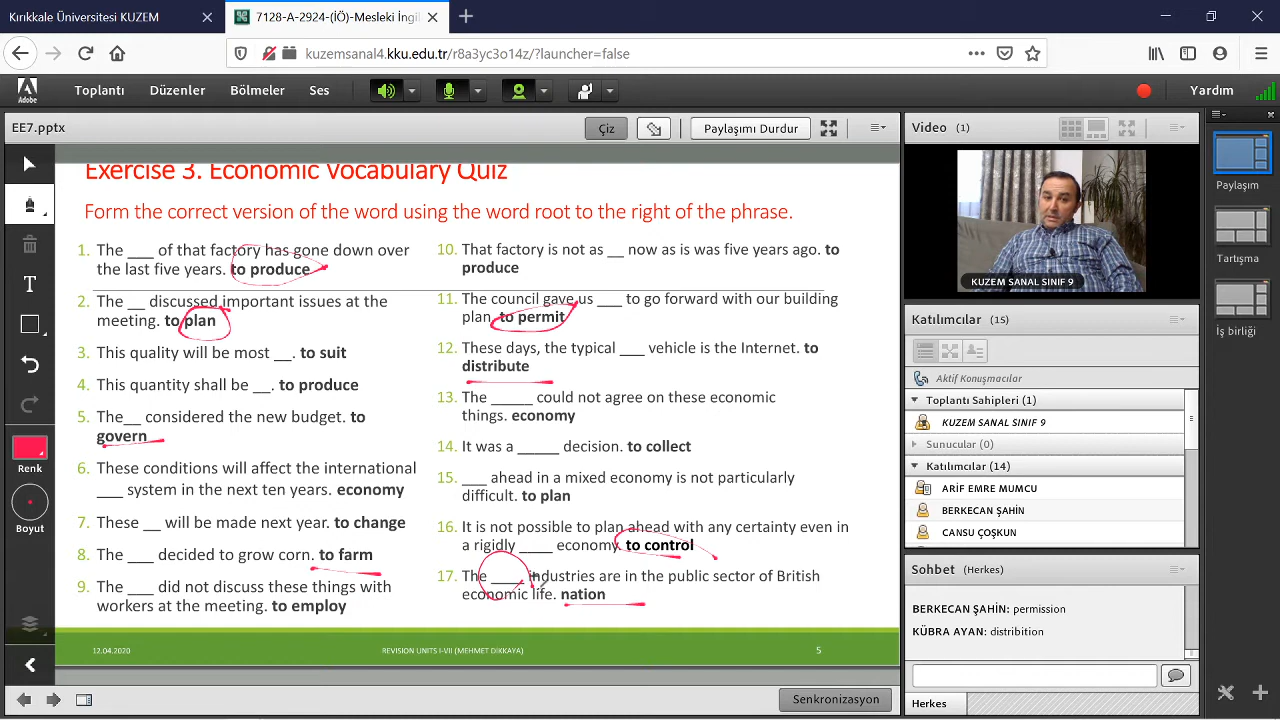 Kırıkkale Üniversitesi KUZEM
7128-A-2924-(İÖ)-Mesleki İngil
kuzemsanal4.kku.edu.tr/r8a3yc3o14z/?launcher=false
Adobe
Toplantı Düzenler Bölmeler Ses
Yardım
EE7.pptx
Çiz
Paylaşımı Durdur
Exercise 3. Economic Vocabulary Quiz
Form the correct version of the word using the word root to the right of the phrase.
1. The ___ of that factory has gone down over
the last five years. to produce
2. The __ discussed important issues at the
meeting. to plan
3. This quality will be most __. to suit
4. This quantity shall be __. to produce
5. The__ considered the new budget. to
govern
6. These conditions will affect the international
___ system in the next ten years. economy
7. These __ will be made next year. to change
8. The ___ decided to grow corn. to farm
9. The ___ did not discuss these things with
workers at the meeting. to employ
10. That factory is not as __ now as is was five years ago. to
produce
11. The council gave us ___ to go forward with our building
plan. to permit
12. These days, the typical ___ vehicle is the Internet. to
distribute
13. The _____ could not agree on these economic
things. economy
14. It was a _____ decision. to collect
15. ___ ahead in a mixed economy is not particularly
difficult. to plan
16. It is not possible to plan ahead with any certainty even in
a rigidly ____ economy. to control
17. The ____ industries are in the public sector of British
economic life. nation
12.04.2020
REVISION UNITS I-VII (MEHMET DİKKAYA)
5
T
Renk
Boyut
Senkronizasyon
Video (1)
KUZEM SANAL SINIF 9
Katılımcılar (15)
Aktif Konuşmacılar
Toplantı Sahipleri (1)
KUZEM SANAL SINIF 9
Sunucular (0)
Katılımcılar (14)
ARİF EMRE MUMCU
BERKECAN ŞAHİN
CANSU ÇOŞKUN
Sohbet (Herkes)
BERKECAN ŞAHİN: permission
KÜBRA AYAN: distribition
Herkes
Paylaşım
Tartışma
İş birliği